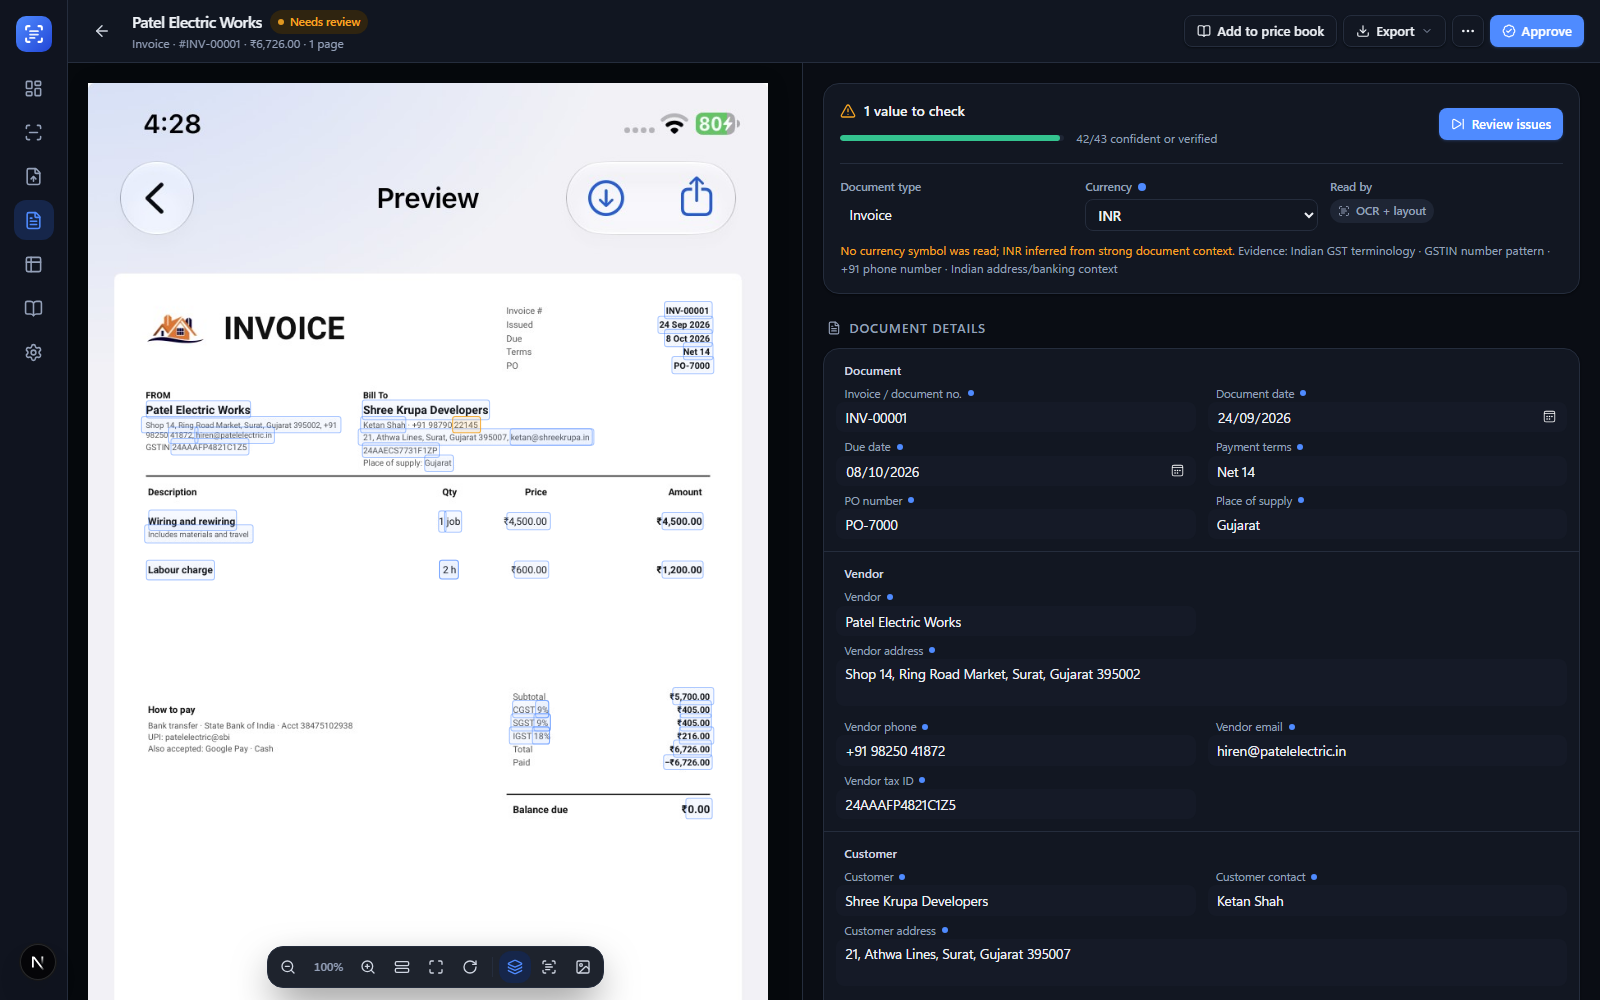 Patel Electric Works
Needs review
Invoice · #INV-00001 · ₹6,726.00 · 1 page
Add to price book
Export
Approve
4:28
80
Preview
INVOICE
Invoice # INV-00001
Issued 24 Sep 2026
Due 8 Oct 2026
Terms Net 14
PO PO-7000
FROM
Patel Electric Works
Shop 14, Ring Road Market, Surat, Gujarat 395002, +91
98250 41872, hiren@patelelectric.in
GSTIN 24AAAFP4821C1Z5
Bill To
Shree Krupa Developers
Ketan Shah · +91 98790 22145
21, Athwa Lines, Surat, Gujarat 395007, ketan@shreekrupa.in
24AAECS7731F1ZP
Place of supply: Gujarat
Description Qty Price Amount
Wiring and rewiring 1 job ₹4,500.00 ₹4,500.00
Includes materials and travel
Labour charge 2 h ₹600.00 ₹1,200.00
How to pay
Bank transfer · State Bank of India · Acct 38475102938
UPI: patelelectric@sbi
Also accepted: Google Pay · Cash
Subtotal ₹5,700.00
CGST 9% ₹405.00
SGST 9% ₹405.00
IGST 18% ₹216.00
Total ₹6,726.00
Paid −₹6,726.00
Balance due ₹0.00
100%
N
1 value to check
42/43 confident or verified
Review issues
Document type
Invoice
Currency
INR
Read by
OCR + layout
No currency symbol was read; INR inferred from strong document context. Evidence: Indian GST terminology · GSTIN number pattern ·
+91 phone number · Indian address/banking context
DOCUMENT DETAILS
Document
Invoice / document no.
INV-00001
Document date
24/09/2026
Due date
08/10/2026
Payment terms
Net 14
PO number
PO-7000
Place of supply
Gujarat
Vendor
Vendor
Patel Electric Works
Vendor address
Shop 14, Ring Road Market, Surat, Gujarat 395002
Vendor phone
+91 98250 41872
Vendor email
hiren@patelelectric.in
Vendor tax ID
24AAAFP4821C1Z5
Customer
Customer
Shree Krupa Developers
Customer contact
Ketan Shah
Customer address
21, Athwa Lines, Surat, Gujarat 395007